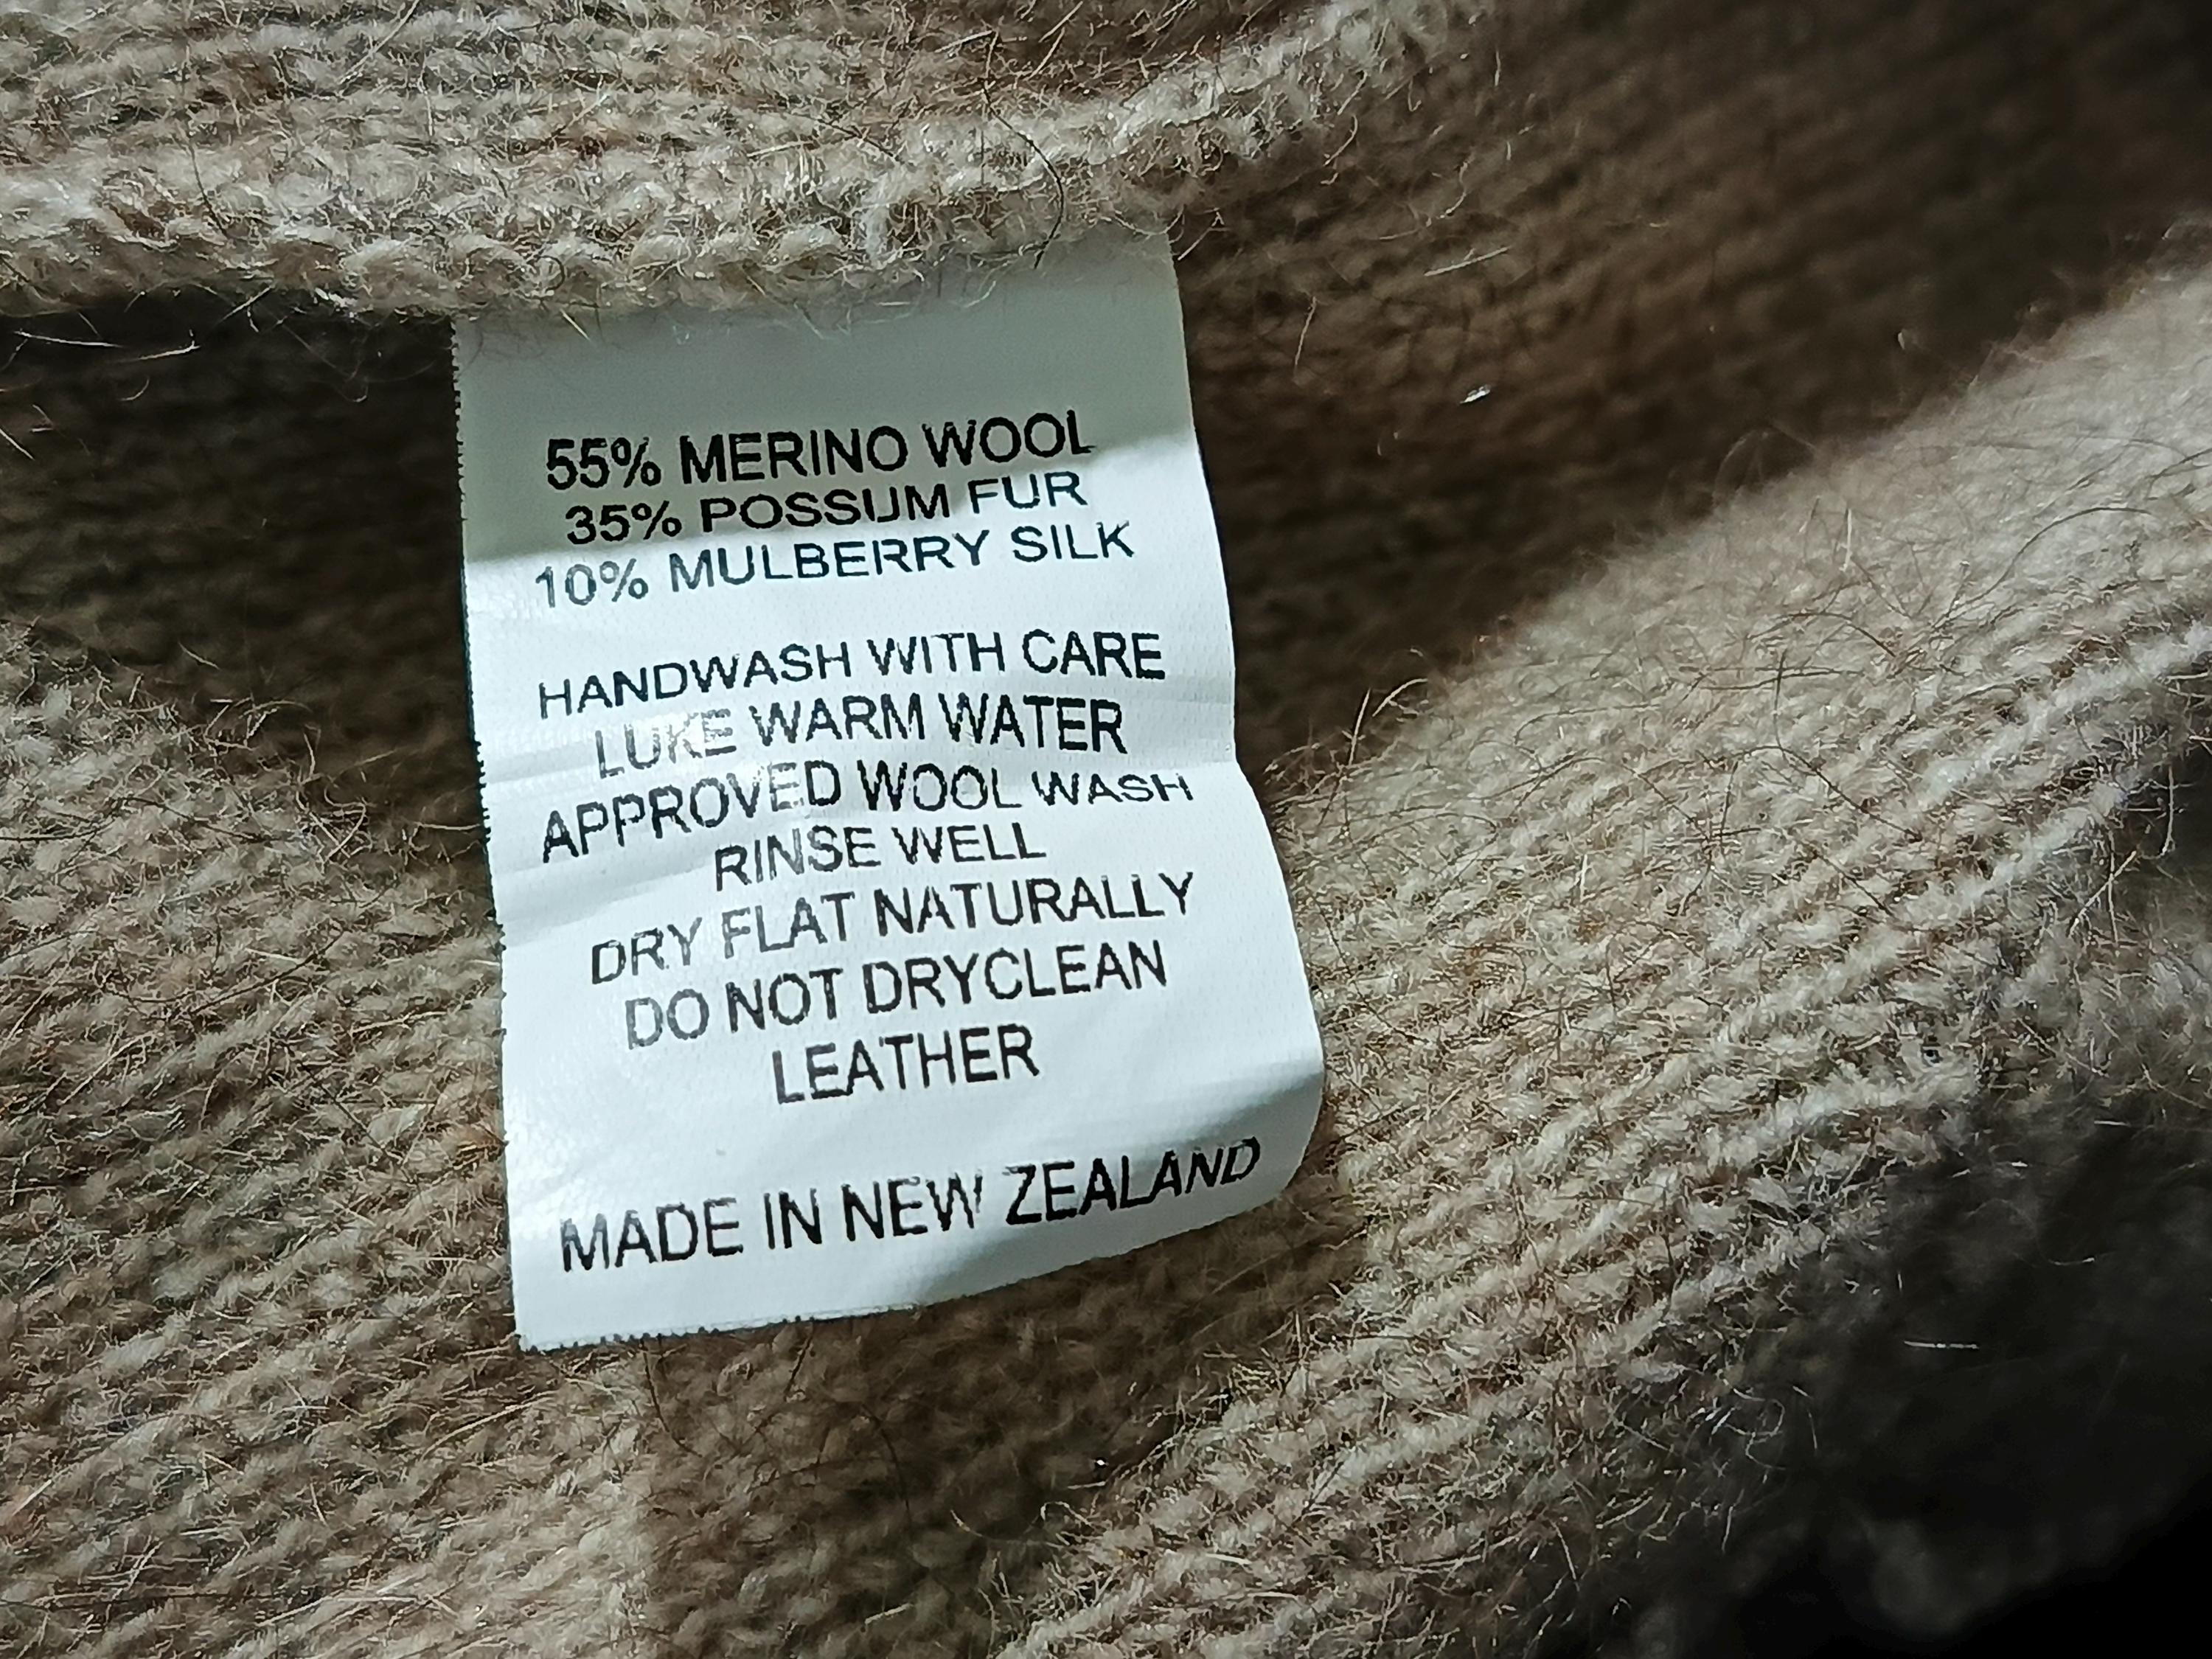 55% MERINO WOOL
35% POSSUM FUR
10% MULBERRY SILK
HANDWASH WITH CARE
LUKE WARM WATER
APPROVED WOOL WASH
RINSE WELL
DRY FLAT NATURALLY
DO NOT DRYCLEAN
LEATHER
MADE IN NEW ZEALAND